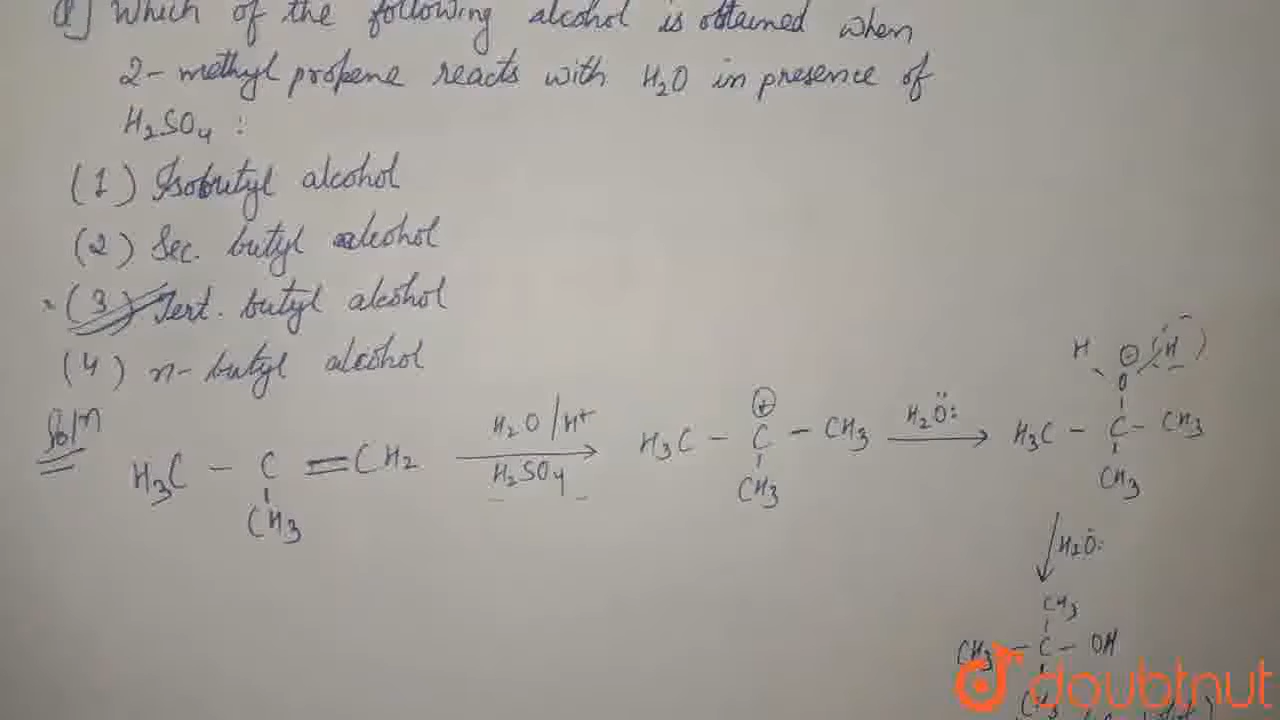 Q] Which of the following alcohol is obtained when
2-methyl propene reacts with H₂O in presence of
H₂SO₄ :
(1) Isobutyl alcohol
(2) Sec. butyl alcohol
(3) Tert. butyl alcohol
(4) n-butyl alcohol
Solⁿ
H₃C - C = CH₂
CH₃
H₂O/H⁺
H₂SO₄
⊕
H₃C - C - CH₃
CH₃
H₂Ö:
H ⊕ (H)
O
H₃C - C - CH₃
CH₃
H₂Ö:
CH₃
CH₃ - C - OH
CH₃
doubtnut